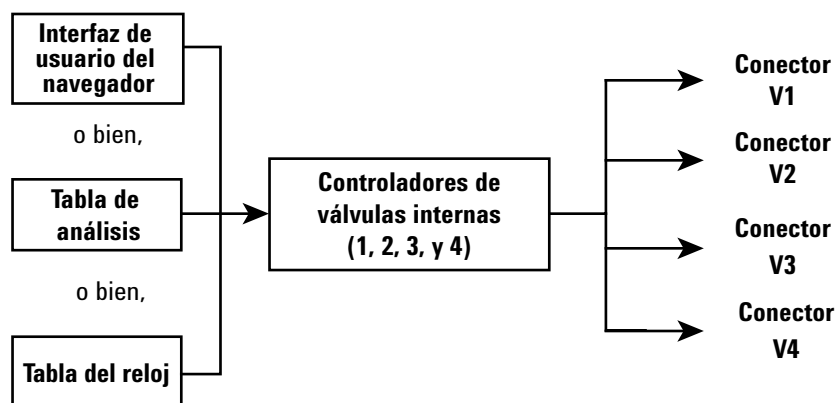 Interfaz de
usuario del
navegador
o bien,
Tabla de
análisis
o bien,
Tabla del reloj
Controladores de
válvulas internas
(1, 2, 3, y 4)
Conector
V1
Conector
V2
Conector
V3
Conector
V4